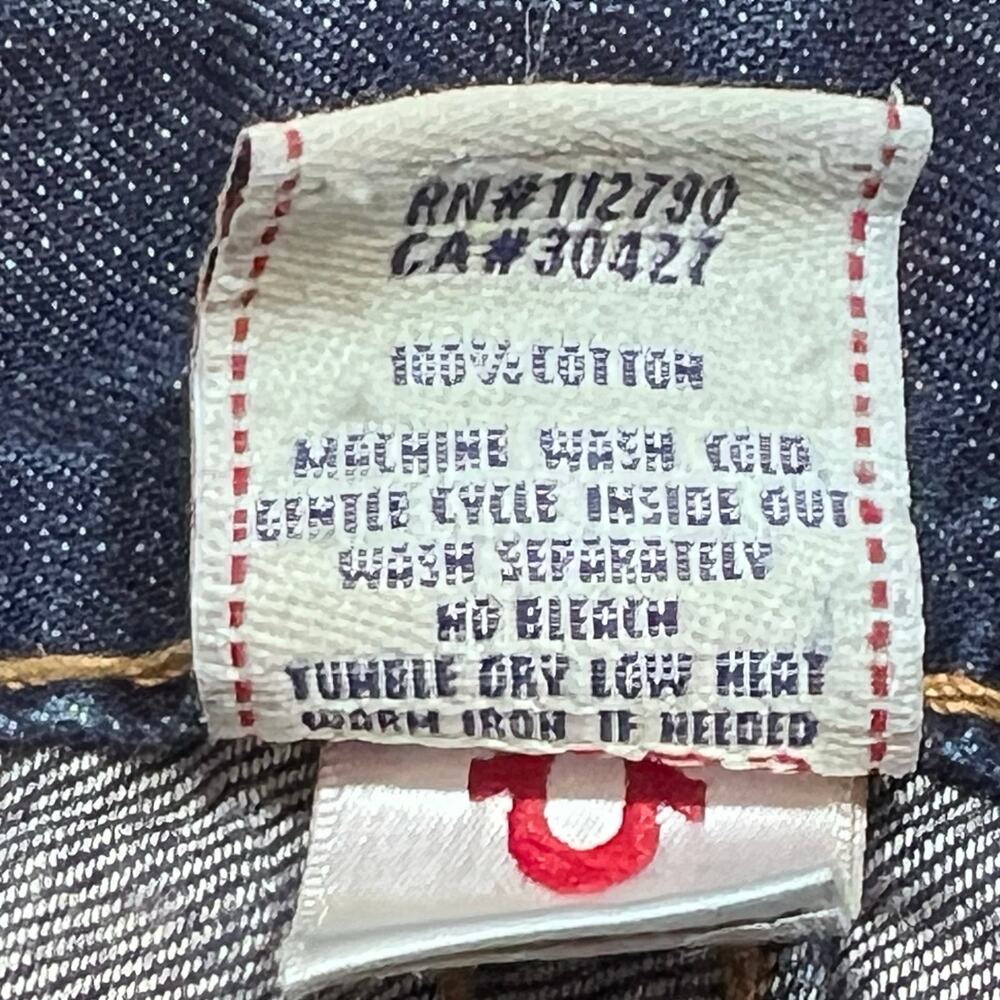 RN#112790
CA#30427
100% COTTON
MACHINE WASH COLD
GENTLE CYCLE INSIDE OUT
WASH SEPARATELY
NO BLEACH
TUMBLE DRY LOW HEAT
WARM IRON IF NEEDED